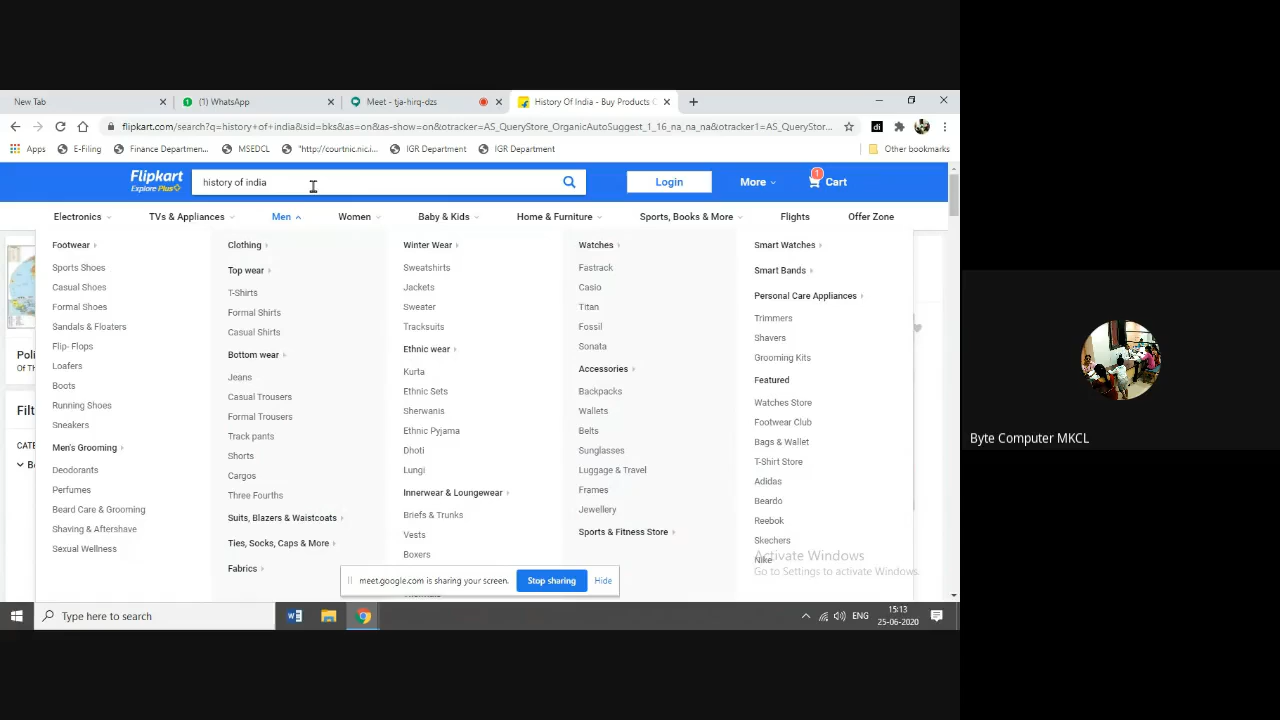 New Tab
(1) WhatsApp
Meet - tja-hirq-dzs
History Of India - Buy Products
flipkart.com/search?q=history+of+india&sid=bks&as=on&as-show=on&otracker=AS_QueryStore_OrganicAutoSuggest_1_16_na_na_na&otracker1=AS_QueryStor...
Apps
E-Filing
Finance Departmen...
MSEDCL
"http://courtnic.nic.i...
IGR Department
IGR Department
Other bookmarks
Flipkart
Explore Plus
history of india
Login
More
1
Cart
Electronics
TVs & Appliances
Men
Women
Baby & Kids
Home & Furniture
Sports, Books & More
Flights
Offer Zone
Footwear
Sports Shoes
Casual Shoes
Formal Shoes
Sandals & Floaters
Flip- Flops
Loafers
Boots
Running Shoes
Sneakers
Men's Grooming
Deodorants
Perfumes
Beard Care & Grooming
Shaving & Aftershave
Sexual Wellness
Clothing
Top wear
T-Shirts
Formal Shirts
Casual Shirts
Bottom wear
Jeans
Casual Trousers
Formal Trousers
Track pants
Shorts
Cargos
Three Fourths
Suits, Blazers & Waistcoats
Ties, Socks, Caps & More
Fabrics
Winter Wear
Sweatshirts
Jackets
Sweater
Tracksuits
Ethnic wear
Kurta
Ethnic Sets
Sherwanis
Ethnic Pyjama
Dhoti
Lungi
Innerwear & Loungewear
Briefs & Trunks
Vests
Boxers
Watches
Fastrack
Casio
Titan
Fossil
Sonata
Accessories
Backpacks
Wallets
Belts
Sunglasses
Luggage & Travel
Frames
Jewellery
Sports & Fitness Store
Smart Watches
Smart Bands
Personal Care Appliances
Trimmers
Shavers
Grooming Kits
Featured
Watches Store
Footwear Club
Bags & Wallet
T-Shirt Store
Adidas
Beardo
Reebok
Skechers
Nike
Poli
Of Th
Filt
CATE
B
Activate Windows
Go to Settings to activate Windows.
meet.google.com is sharing your screen.
Stop sharing
Hide
Type here to search
ENG
15:13
25-06-2020
Byte Computer MKCL